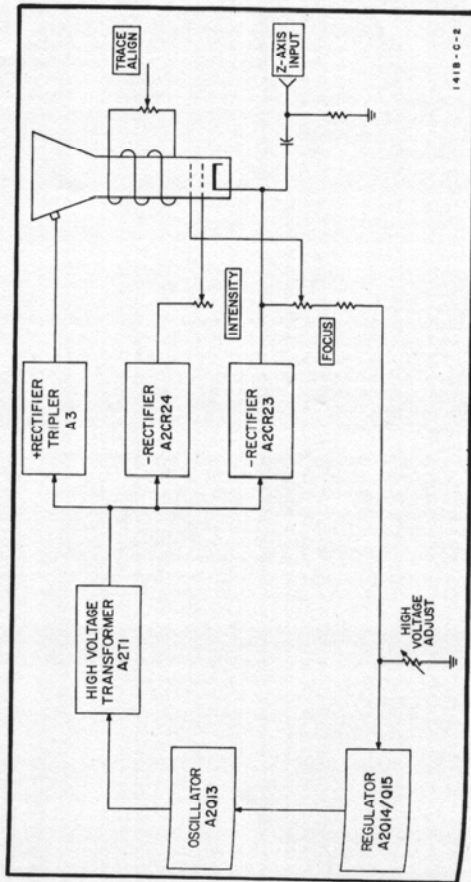 OSCILLATOR
A2Q13
REGULATOR
A2Q14/Q15
HIGH VOLTAGE
TRANSFORMER
A2T1
HIGH
VOLTAGE
ADJUST
+RECTIFIER
TRIPLER
A3
-RECTIFIER
A2CR24
-RECTIFIER
A2CR23
INTENSITY
FOCUS
TRACE
ALIGN
Z-AXIS
INPUT
141B-C-2